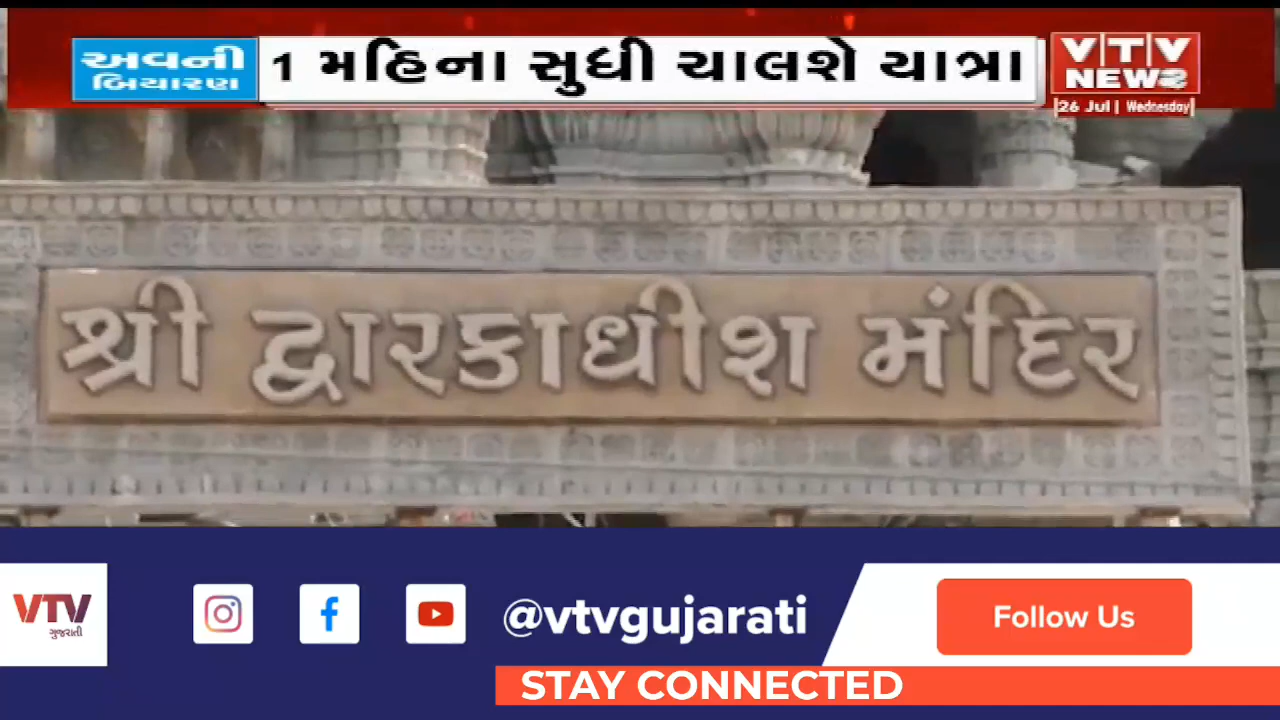 અવની
બિચારણ
1 મહિના સુધી ચાલશે ચાત્રા
VTV
NEWS
26 Jul | Wednesday
શ્રી દ્વારકાધીશ મંદિર
VTV
ગુજરાતી
@vtvgujarati
Follow Us
STAY CONNECTED